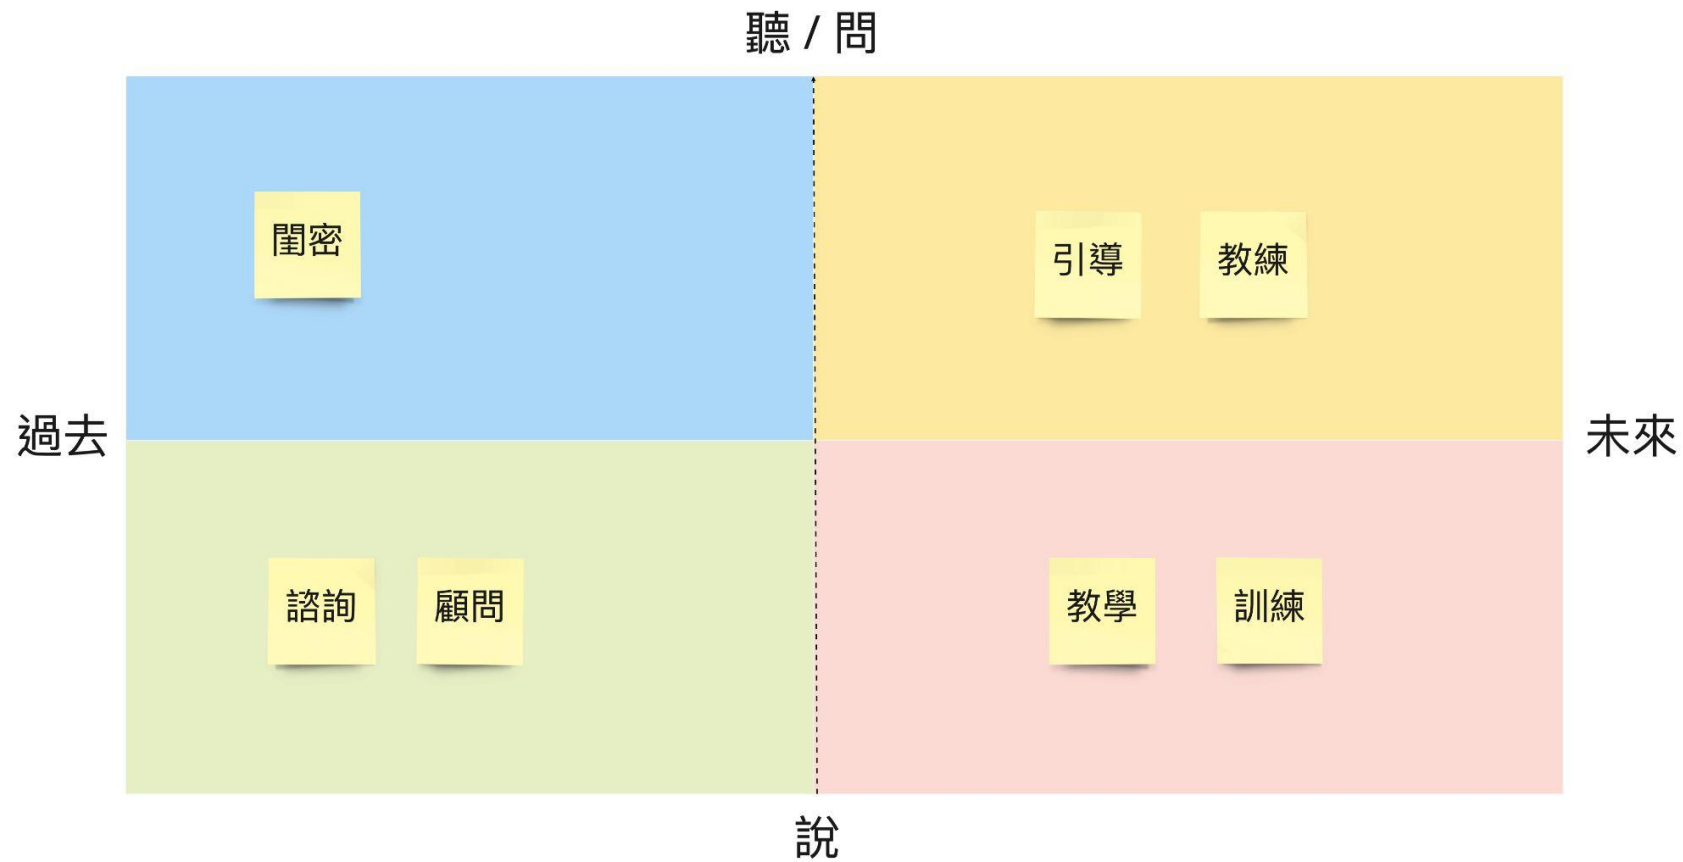 聽 / 問
閨密
引導
教練
過去
未來
諮詢
顧問
教學
訓練
說